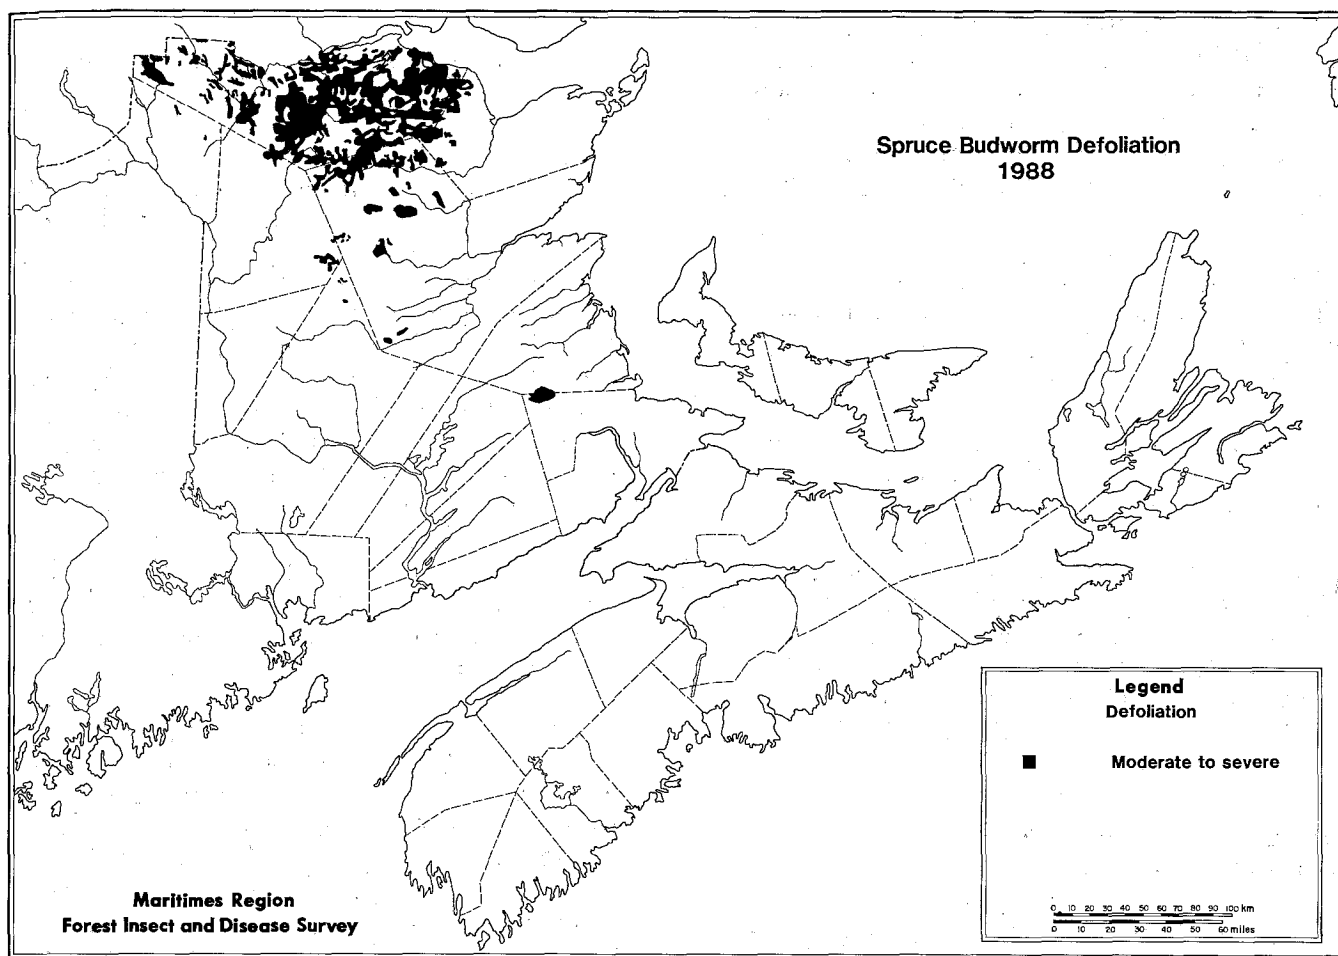 Spruce Budworm Defoliation
1988
Legend
Defoliation
Moderate to severe
0 10 20 30 40 50 60 70 80 90 100 km
0 10 20 30 40 50 60 miles
Maritimes Region
Forest Insect and Disease Survey